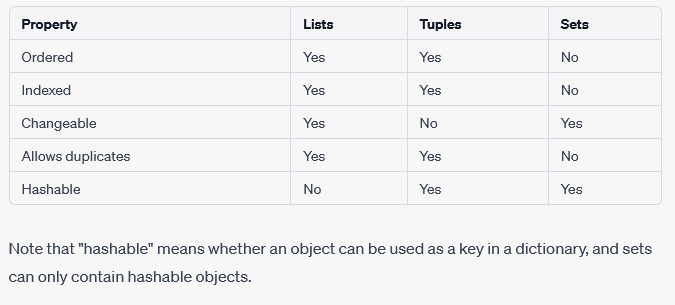 Property Lists Tuples Sets
Ordered Yes Yes No
Indexed Yes Yes No
Changeable Yes No Yes
Allows duplicates Yes Yes No
Hashable No Yes Yes
Note that "hashable" means whether an object can be used as a key in a dictionary, and sets
can only contain hashable objects.